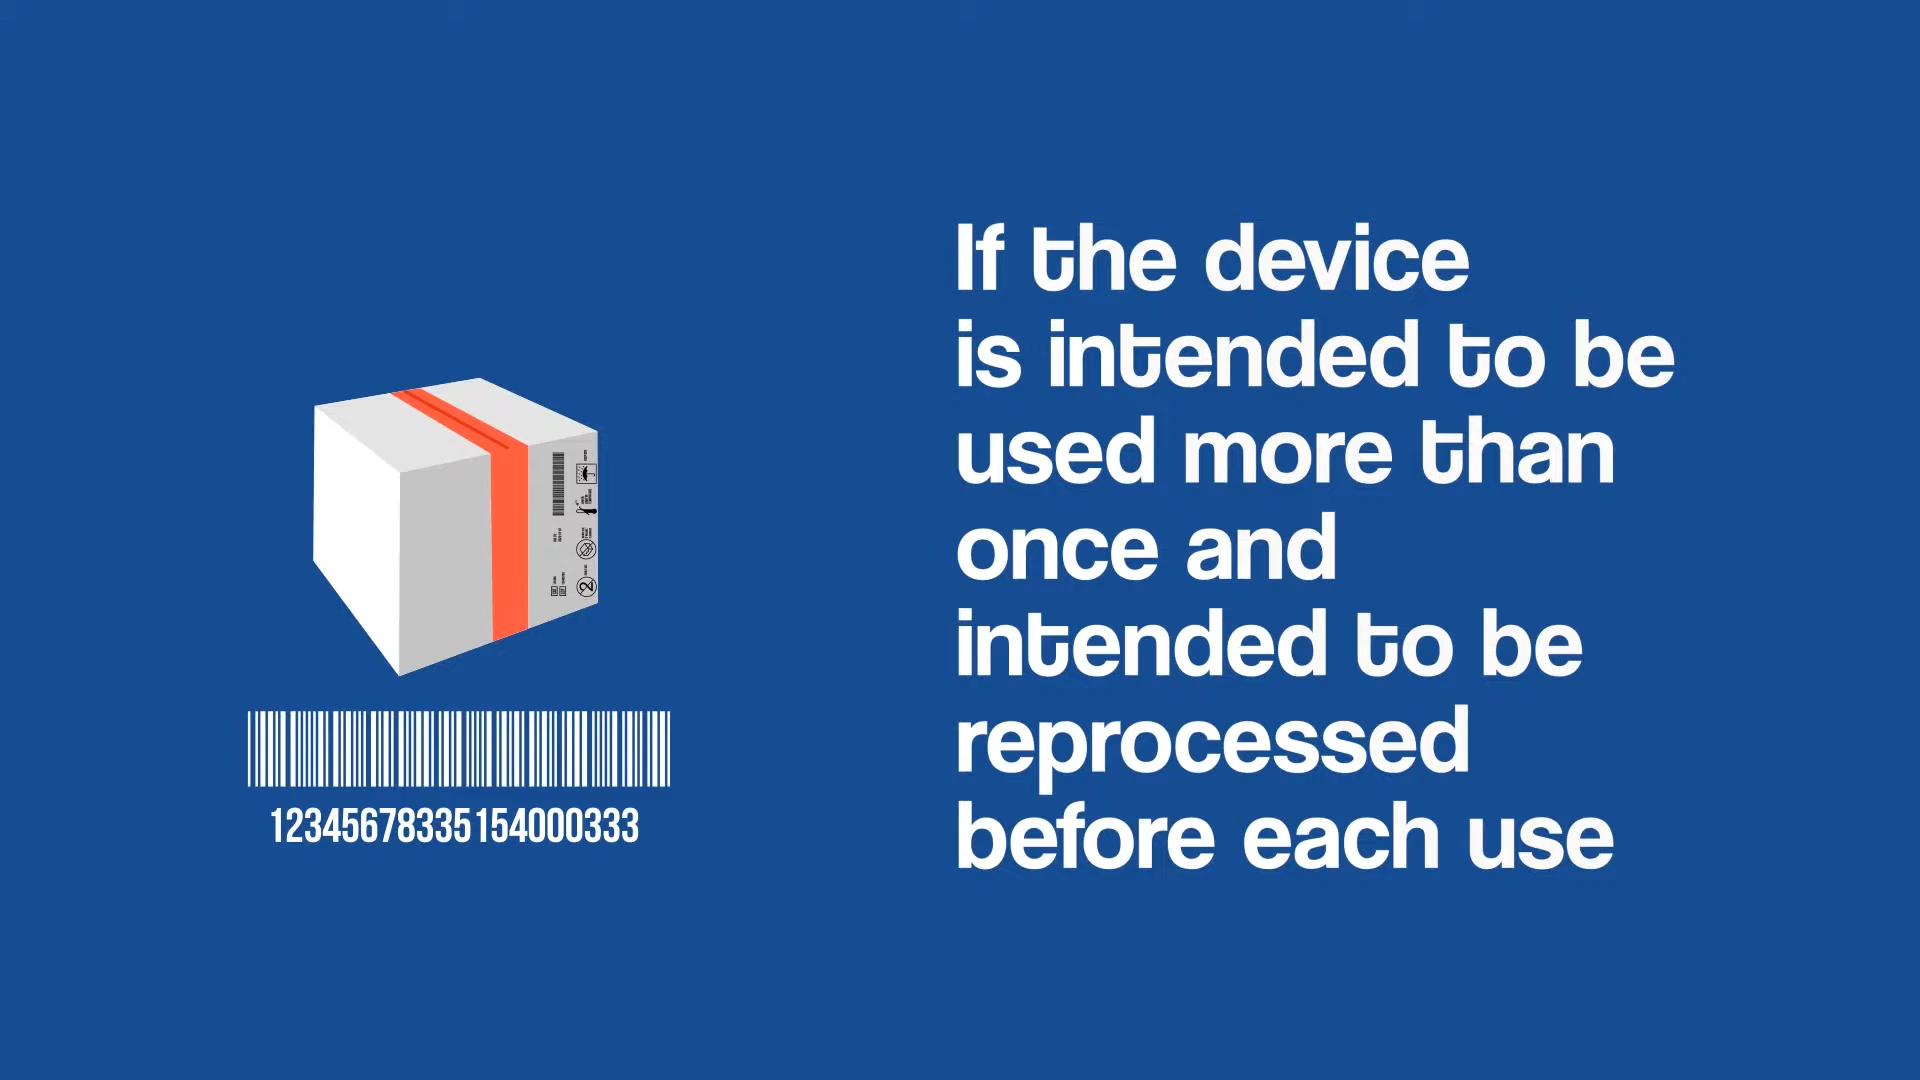 If the device
is intended to be
used more than
once and
intended to be
reprocessed
before each use
12345678335154000333